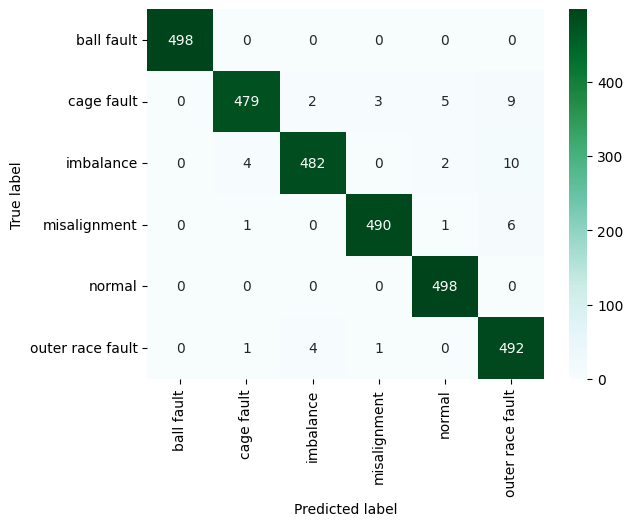 ball fault 498 0 0 0 0 0
cage fault 0 479 2 3 5 9
imbalance 0 4 482 0 2 10
misalignment 0 1 0 490 1 6
normal 0 0 0 0 498 0
outer race fault 0 1 4 1 0 492
True label
ball fault
cage fault
imbalance
misalignment
normal
outer race fault
Predicted label
400
300
200
100
0